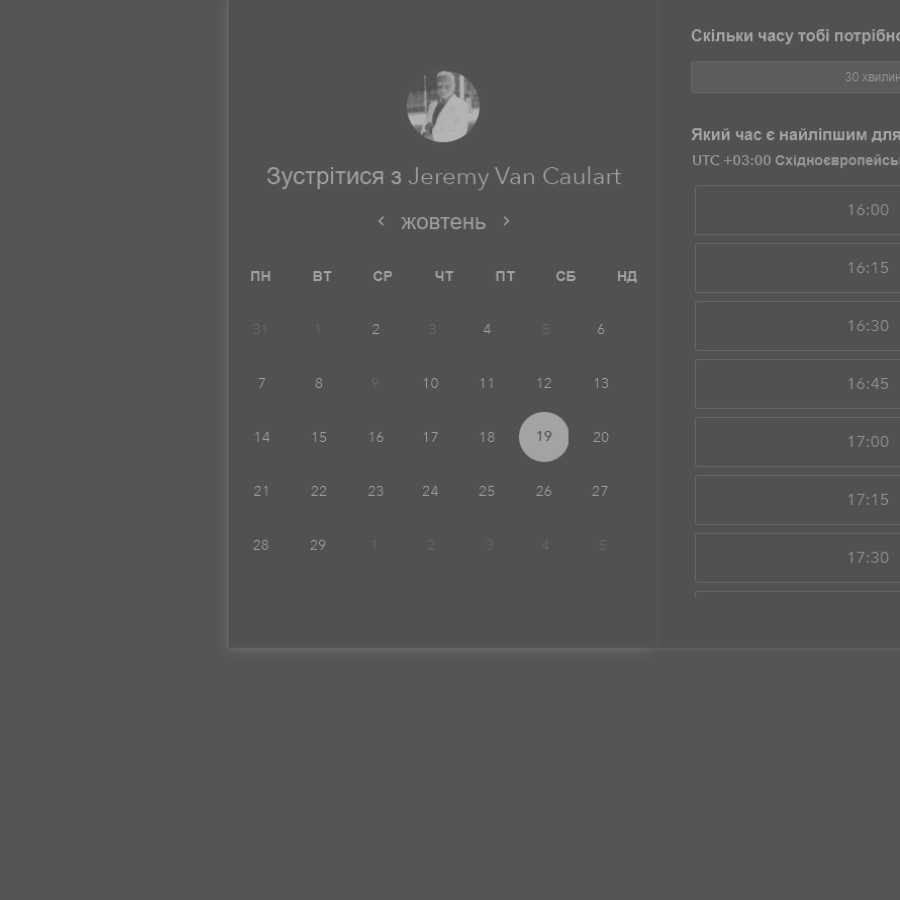 Зустрітися з Jeremy Van Caulart
жовтень
ПН ВТ СР ЧТ ПТ СБ НД
31 1 2 3 4 5 6
7 8 9 10 11 12 13
14 15 16 17 18 19 20
21 22 23 24 25 26 27
28 29 1 2 3 4 5
Скільки часу тобі
30
Який час є найліпшим для
UTC +03:00
16:00
16:15
16:30
16:45
17:00
17:15
17:30